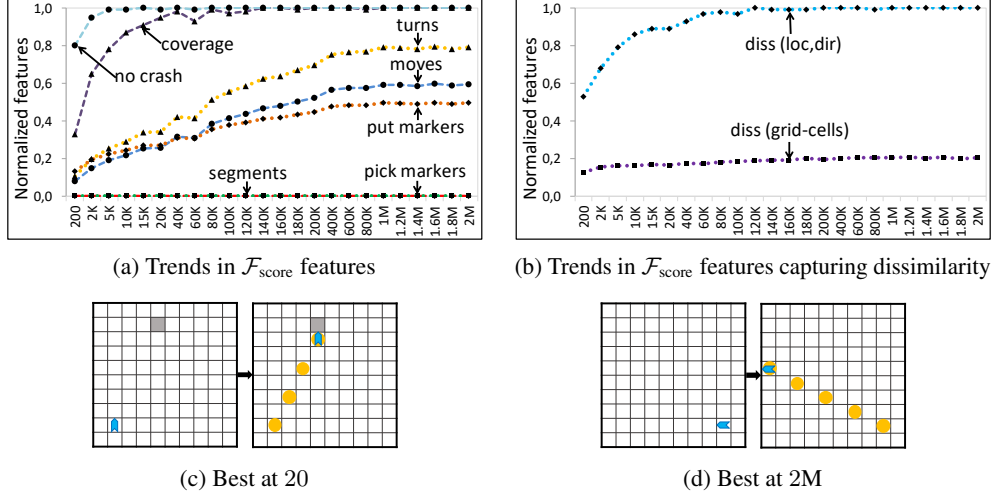 1,0
0,8
0,6
0,4
0,2
0,0
Normalized features
coverage
no crash
turns
moves
put markers
segments
pick markers
200 2K 5K 10K 15K 20K 40K 60K 80K 100K 120K 140K 160K 180K 200K 400K 600K 800K 1M 1.2M 1.4M 1.6M 1.8M 2M
(a) Trends in F_score features
1,0
0,8
0,6
0,4
0,2
0,0
Normalized features
diss (loc,dir)
diss (grid-cells)
200 2K 5K 10K 15K 20K 40K 60K 80K 100K 120K 140K 160K 180K 200K 400K 600K 800K 1M 1.2M 1.4M 1.6M 1.8M 2M
(b) Trends in F_score features capturing dissimilarity
(c) Best at 20
(d) Best at 2M